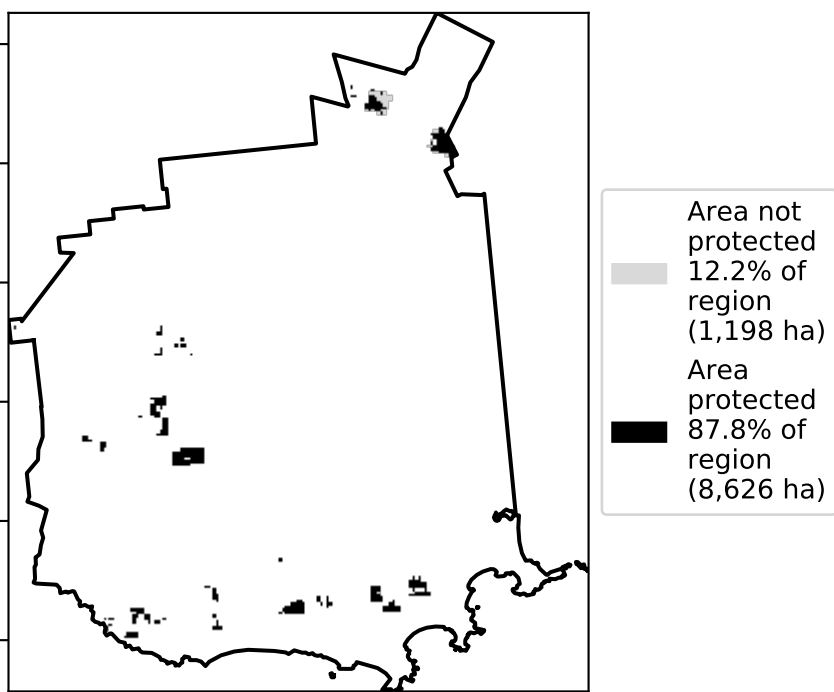 Area not
protected
12.2% of
region
(1,198 ha)
Area
protected
87.8% of
region
(8,626 ha)